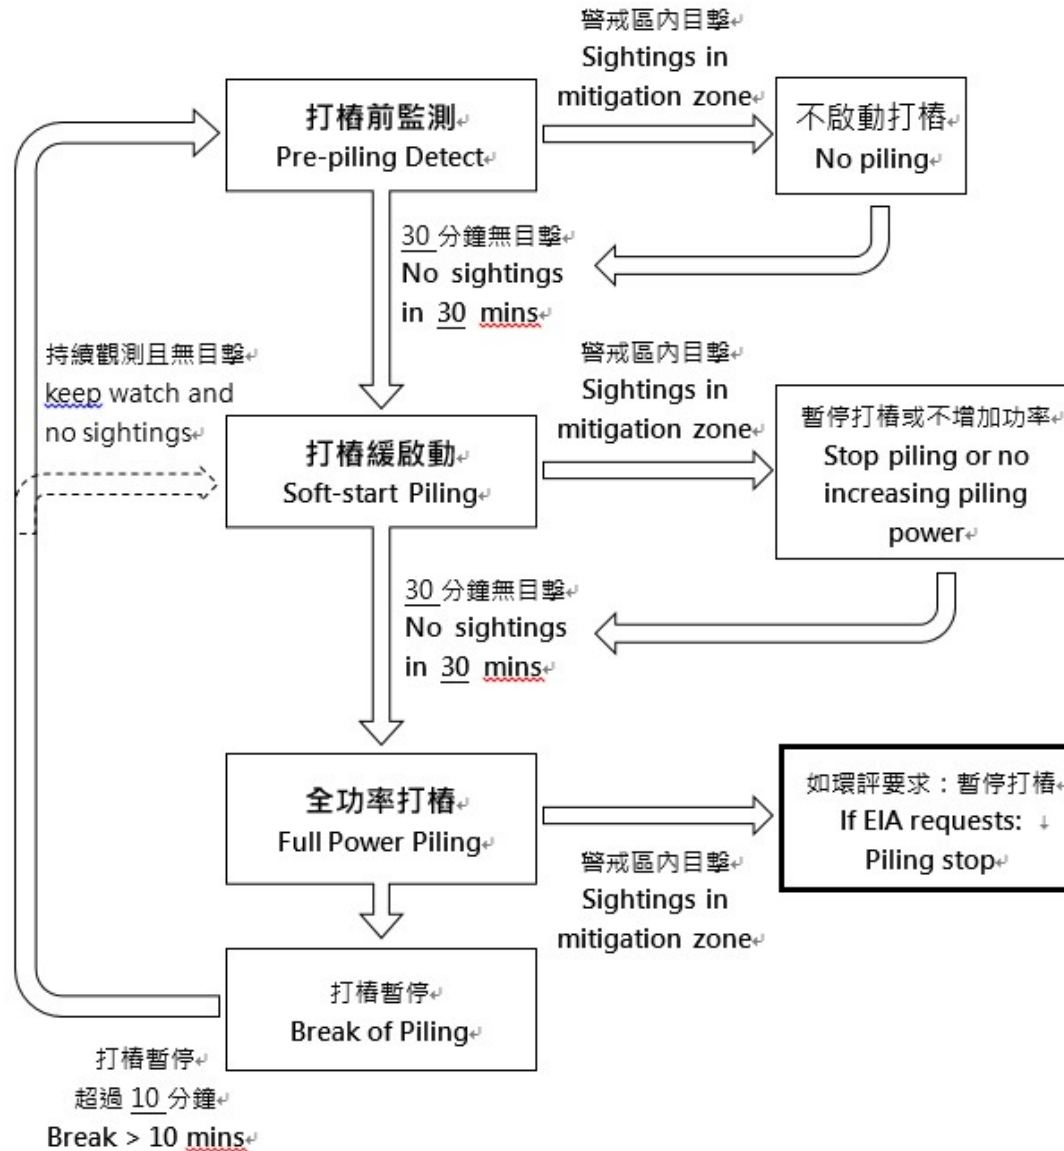 警戒區內目擊
Sightings in
mitigation zone
打樁前監測
Pre-piling Detect
不啟動打樁
No piling
30 分鐘無目擊
No sightings
in 30 mins
持續觀測且無目擊
keep watch and
no sightings
警戒區內目擊
Sightings in
mitigation zone
打樁緩啟動
Soft-start Piling
暫停打樁或不增加功率
Stop piling or no
increasing piling
power
30 分鐘無目擊
No sightings
in 30 mins
全功率打樁
Full Power Piling
如環評要求：暫停打樁
If EIA requests:
Piling stop
警戒區內目擊
Sightings in
mitigation zone
打樁暫停
Break of Piling
打樁暫停
超過 10 分鐘
Break > 10 mins